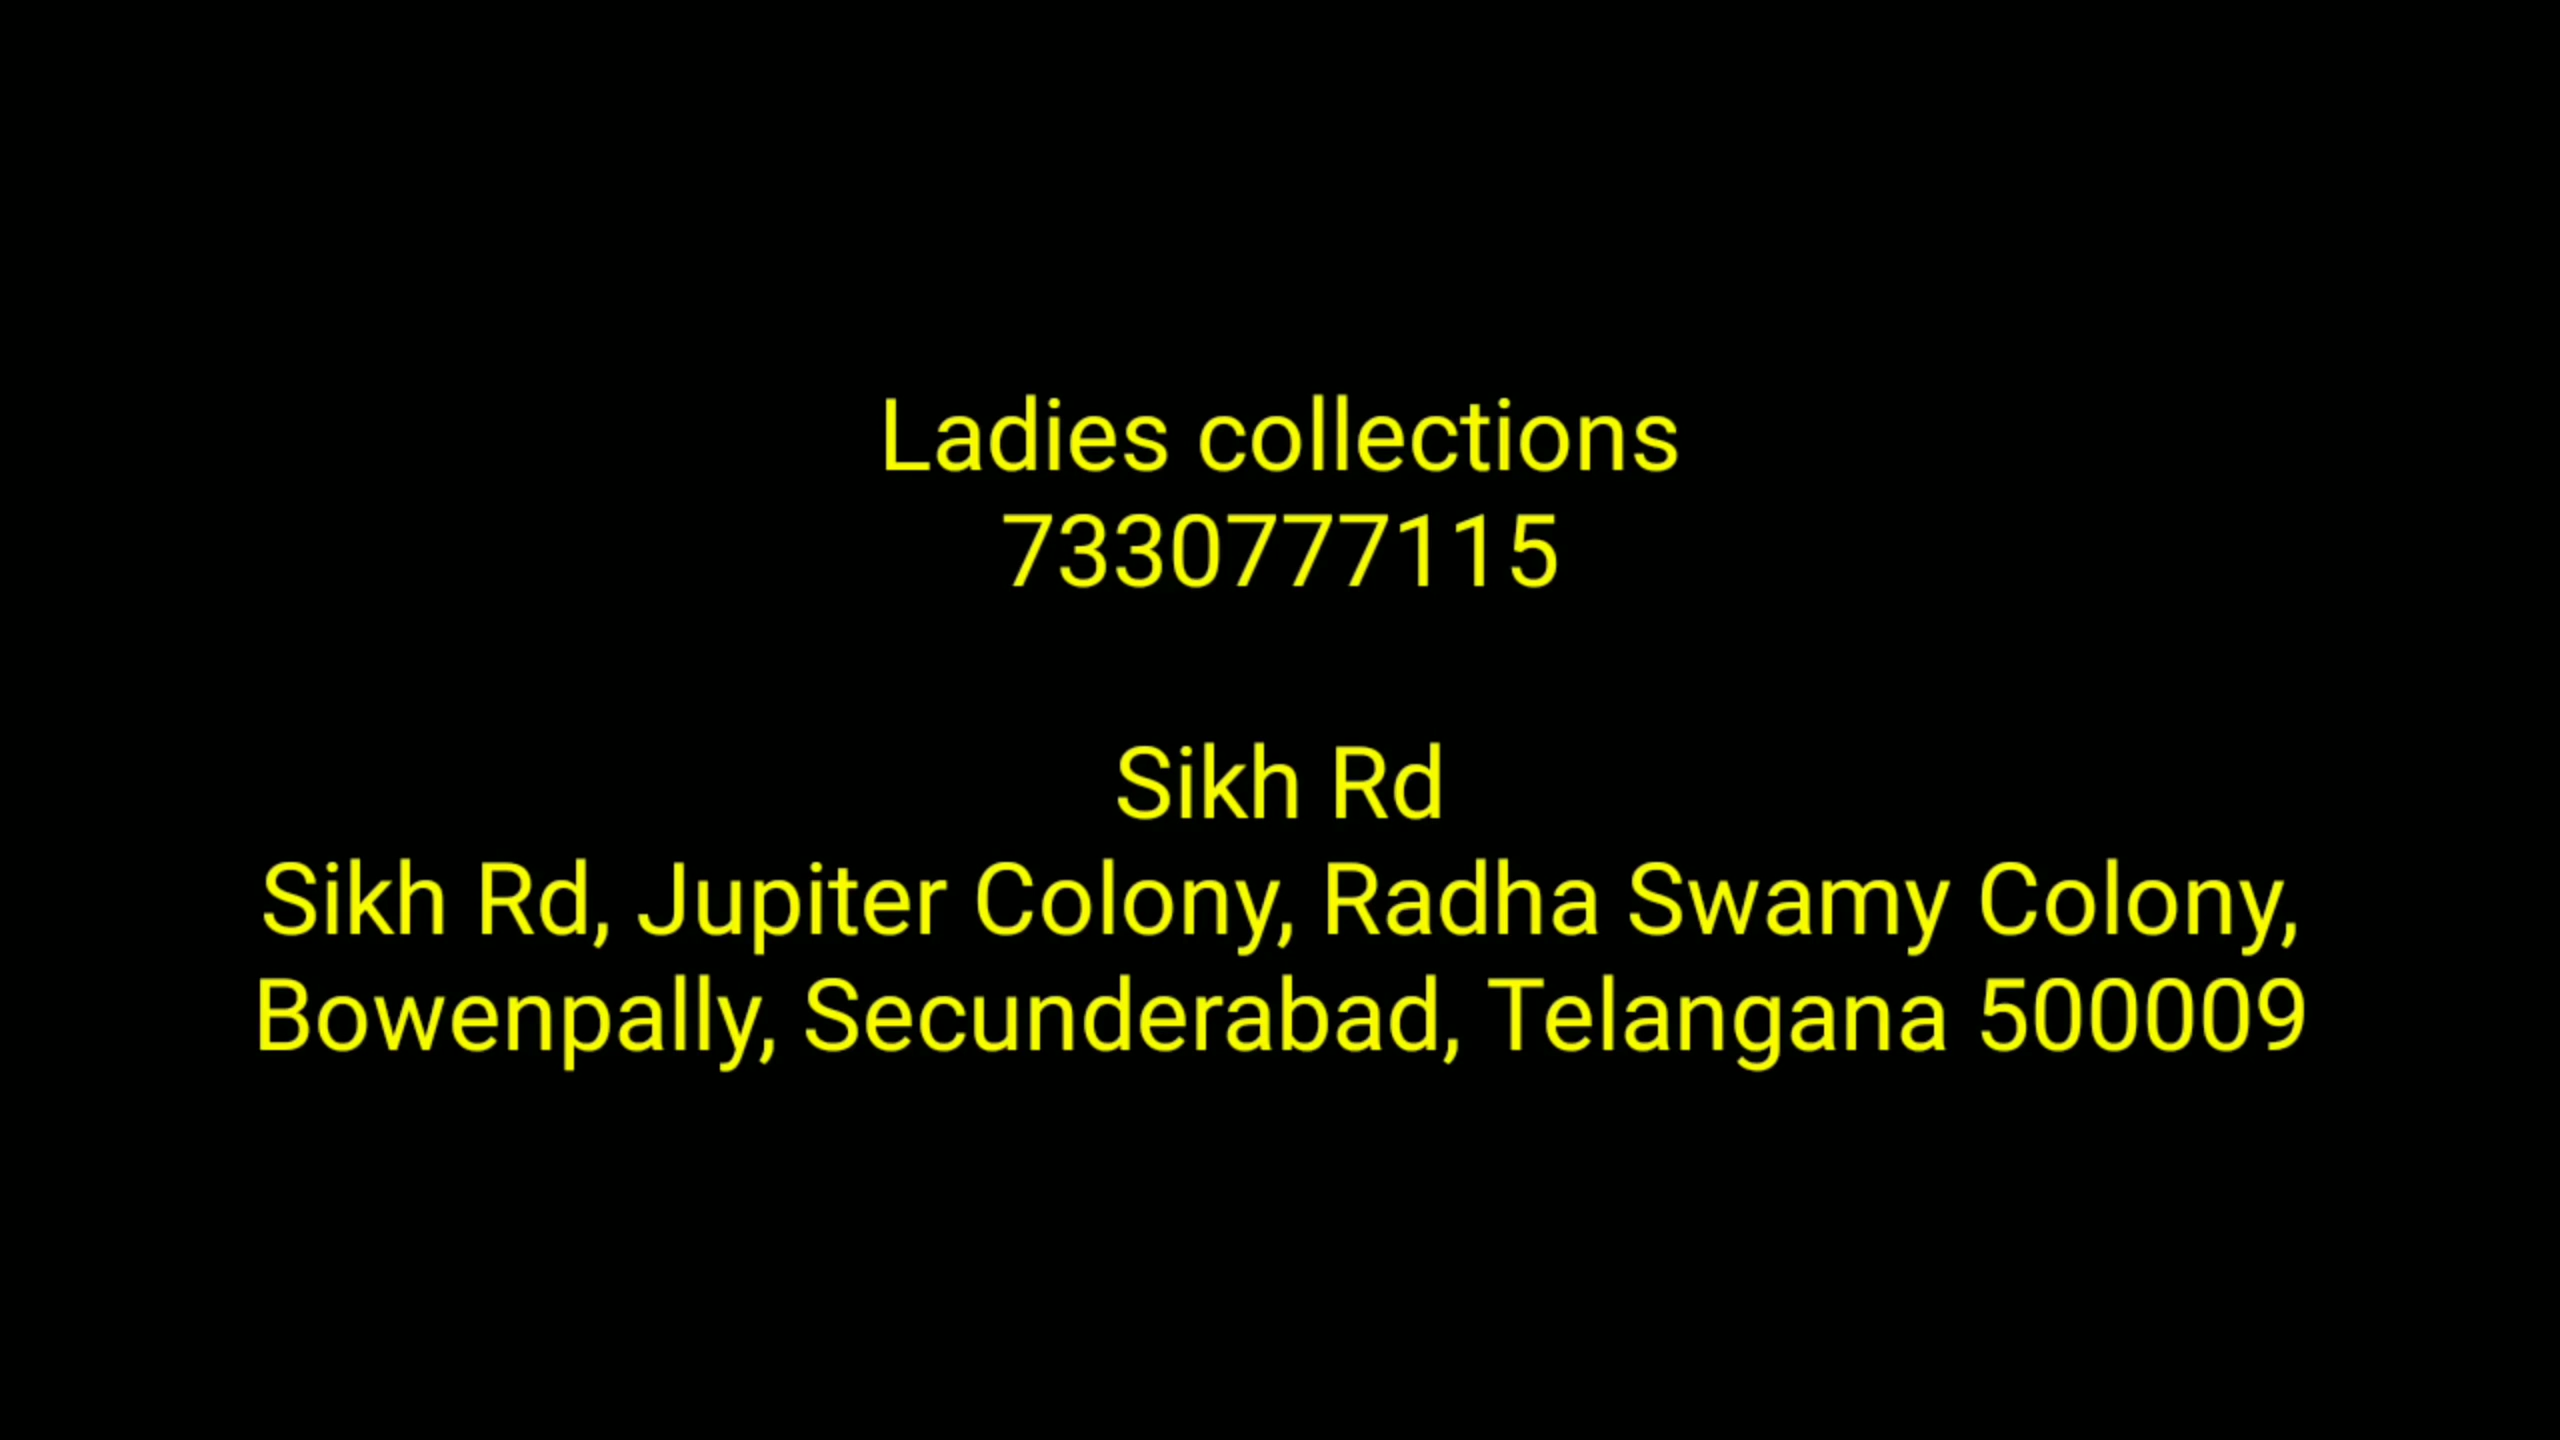 Ladies collections
7330777115
Sikh Rd
Sikh Rd, Jupiter Colony, Radha Swamy Colony,
Bowenpally, Secunderabad, Telangana 500009